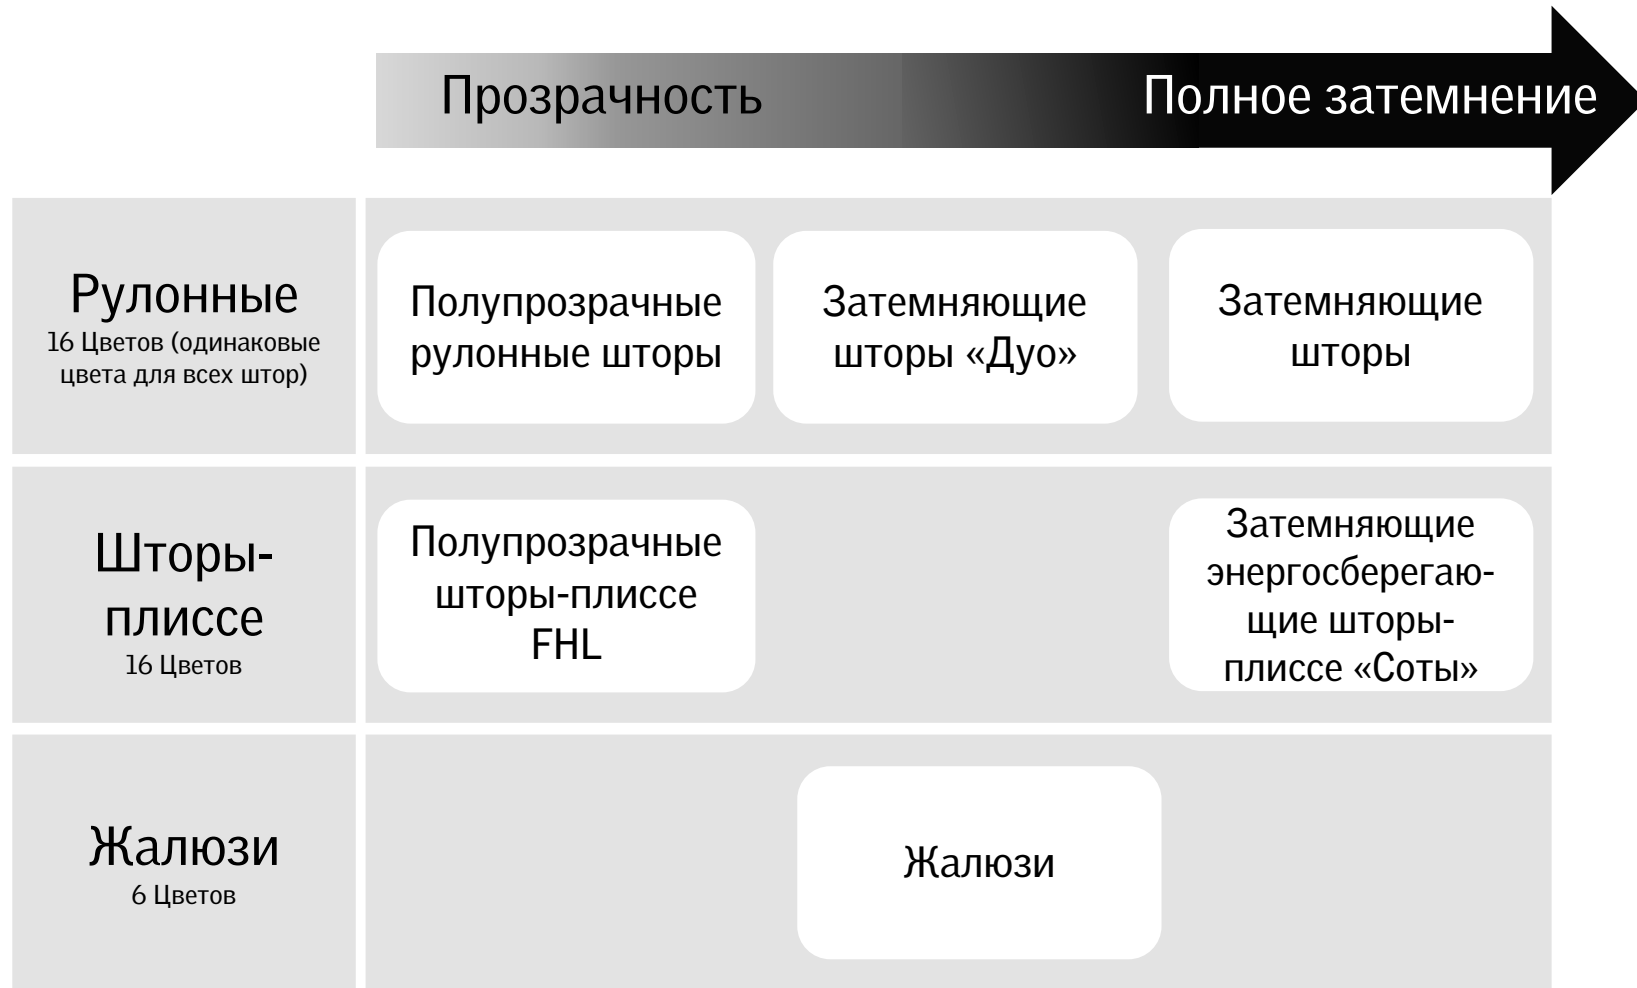 Прозрачность
Полное затемнение
Рулонные
16 Цветов (одинаковые
цвета для всех штор)
Полупрозрачные
рулонные шторы
Затемняющие
шторы «Дуо»
Затемняющие
шторы
Шторы-
плиссе
16 Цветов
Полупрозрачные
шторы-плиссе
FHL
Затемняющие
энергосберегаю-
щие шторы-
плиссе «Соты»
Жалюзи
6 Цветов
Жалюзи